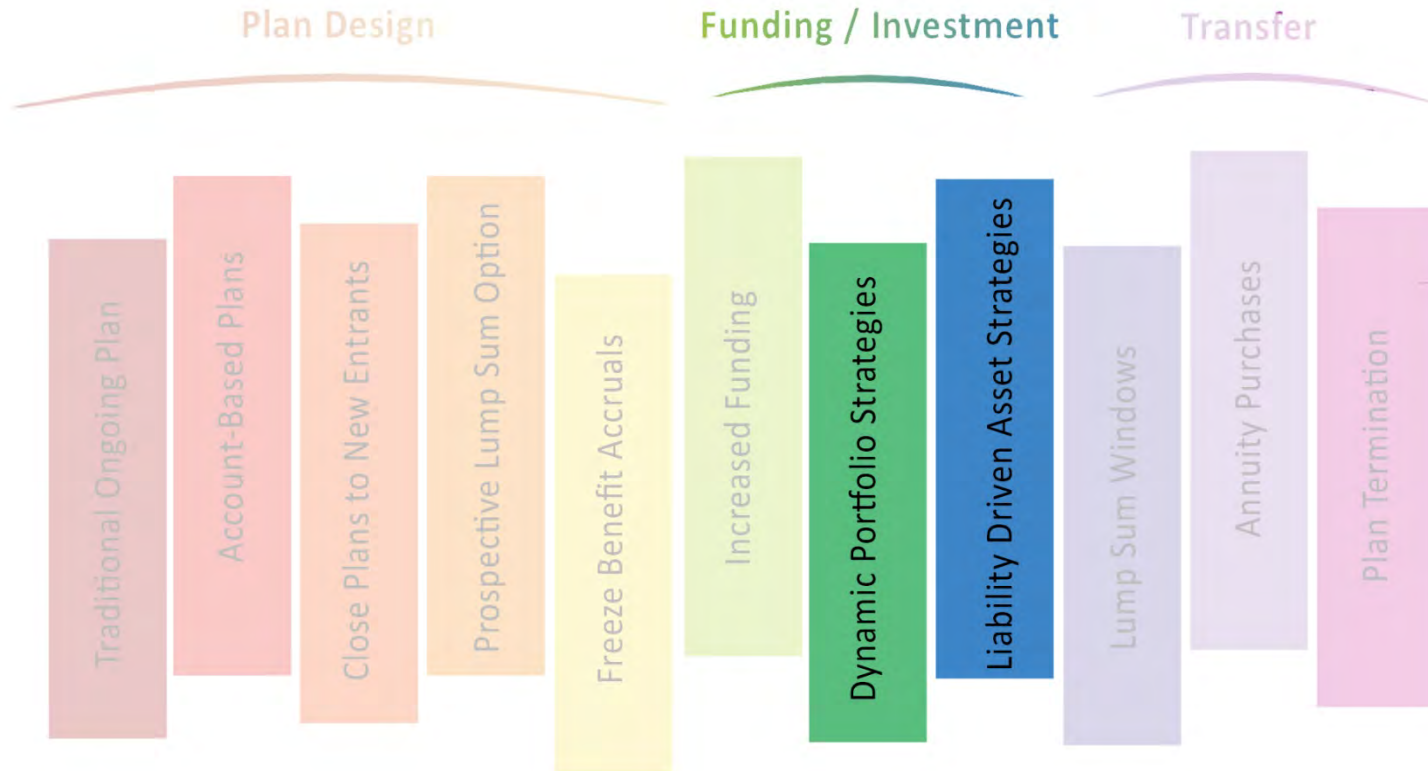 Plan Design
Funding / Investment
Transfer
Traditional Ongoing Plan
Account-Based Plans
Close Plans to New Entrants
Prospective Lump Sum Option
Freeze Benefit Accruals
Increased Funding
Dynamic Portfolio Strategies
Liability Driven Asset Strategies
Lump Sum Windows
Annuity Purchases
Plan Termination